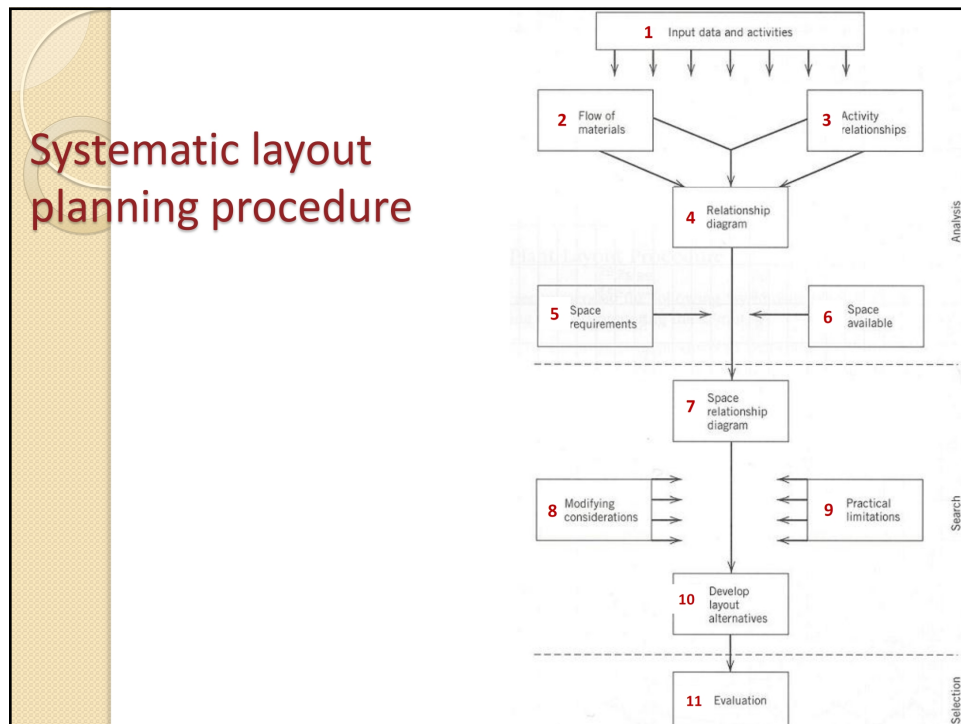 Systematic layout
planning procedure
1 Input data and activities
2 Flow of
materials
3 Activity
relationships
4 Relationship
diagram
Analysis
5 Space
requirements
6 Space
available
7 Space
relationship
diagram
8 Modifying
considerations
9 Practical
limitations
Search
10 Develop
layout
alternatives
11 Evaluation
Selection